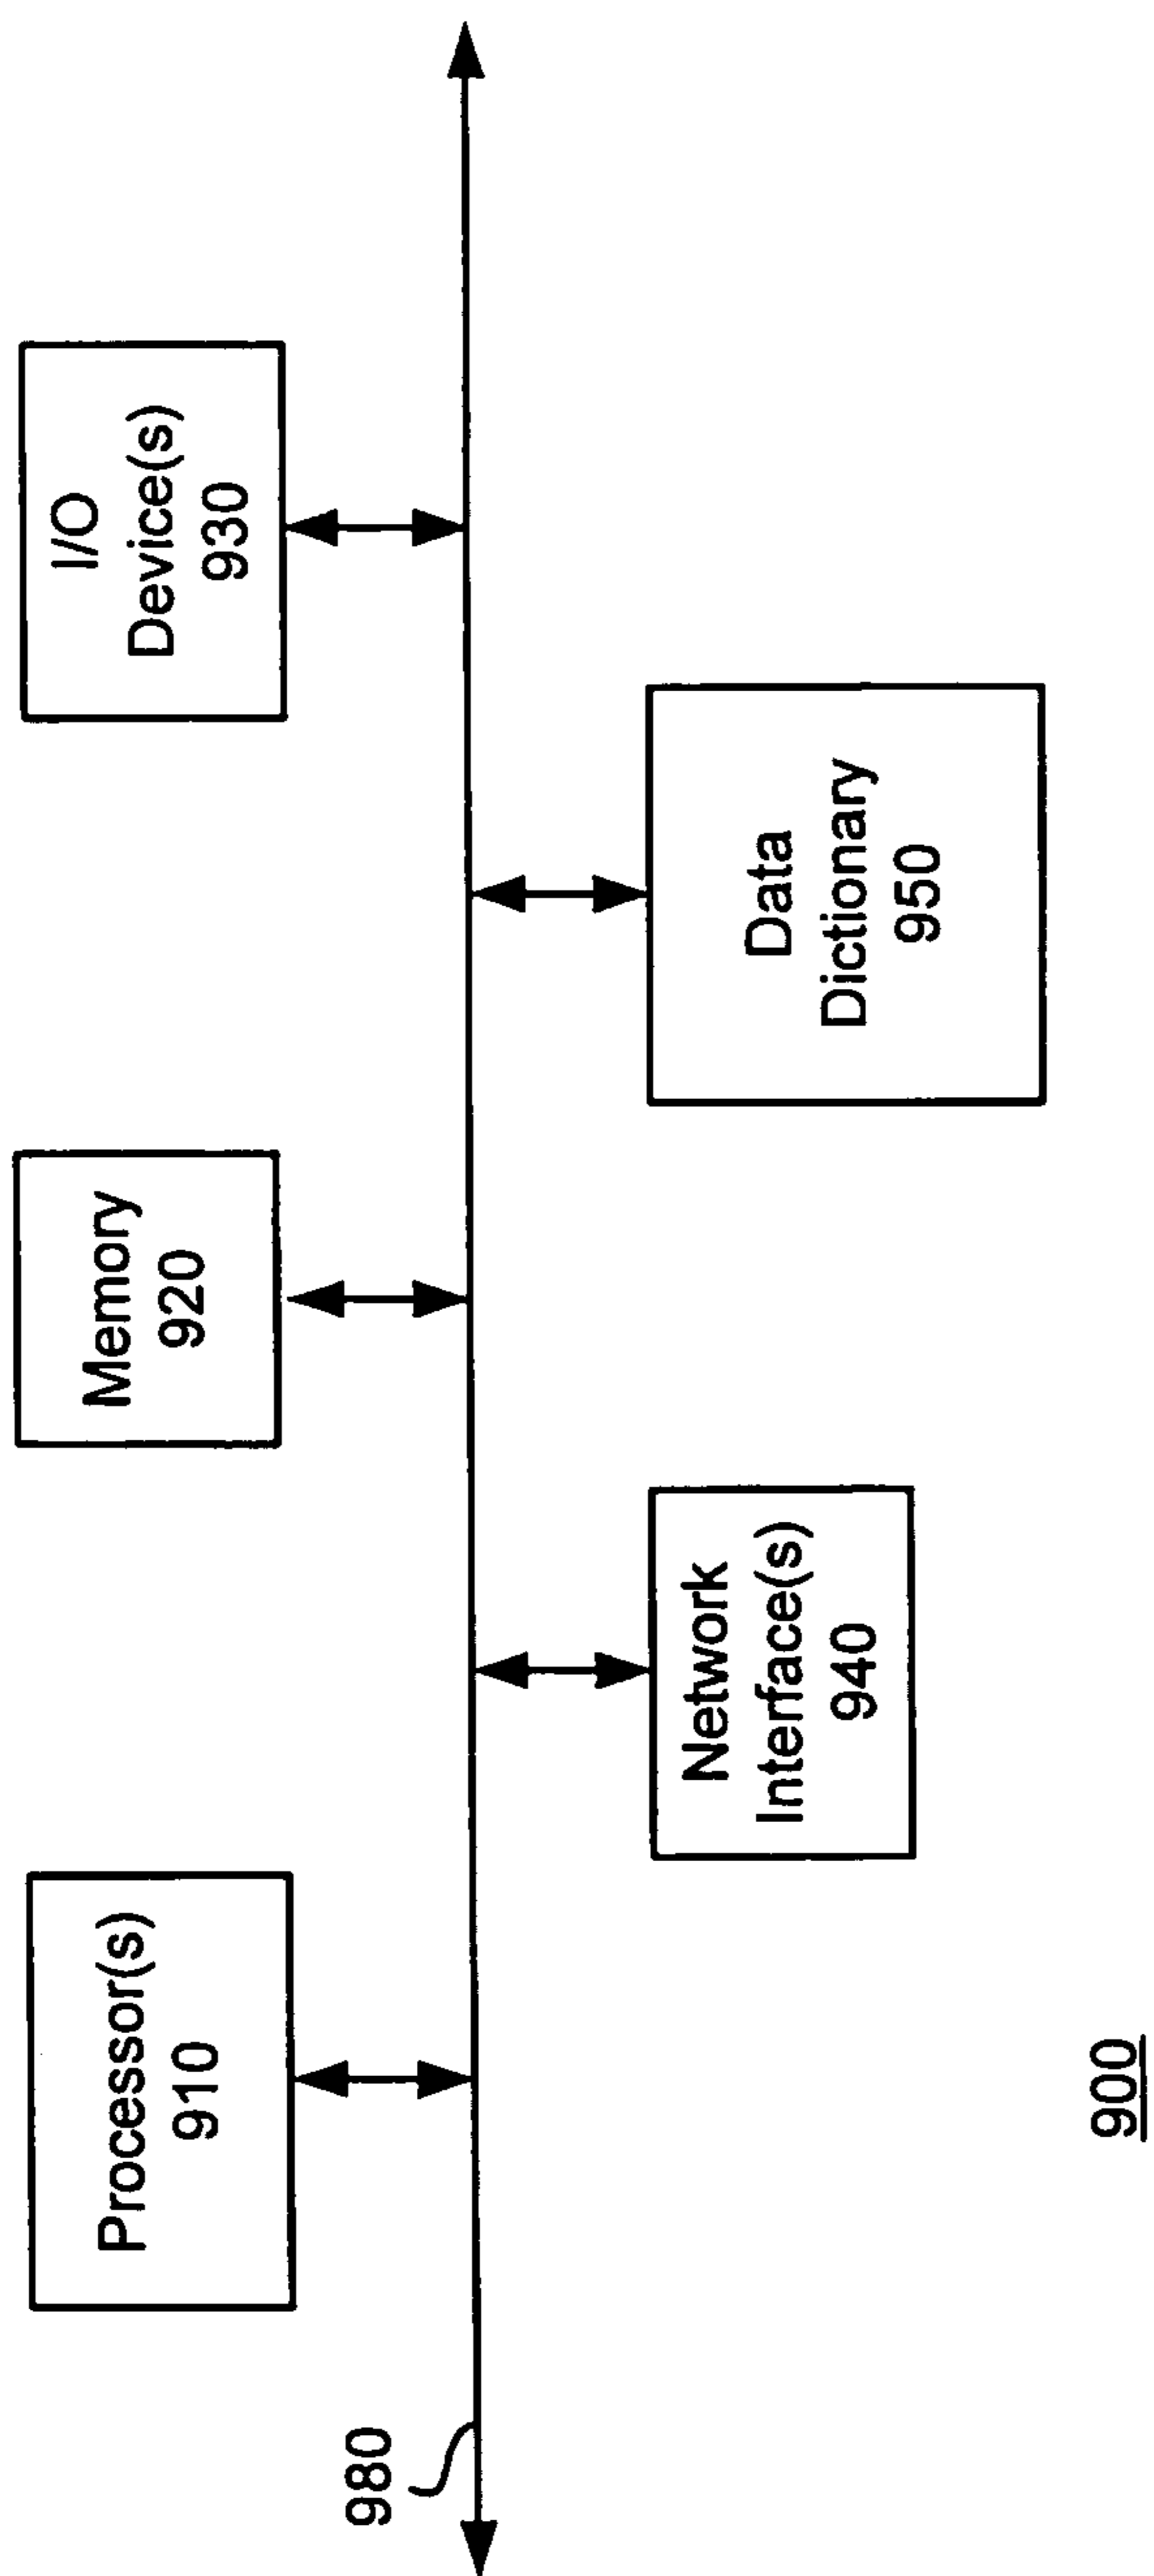 Processor(s)
910
Memory
920
I/O
Device(s)
930
980
Network
Interface(s)
940
Data
Dictionary
950
900